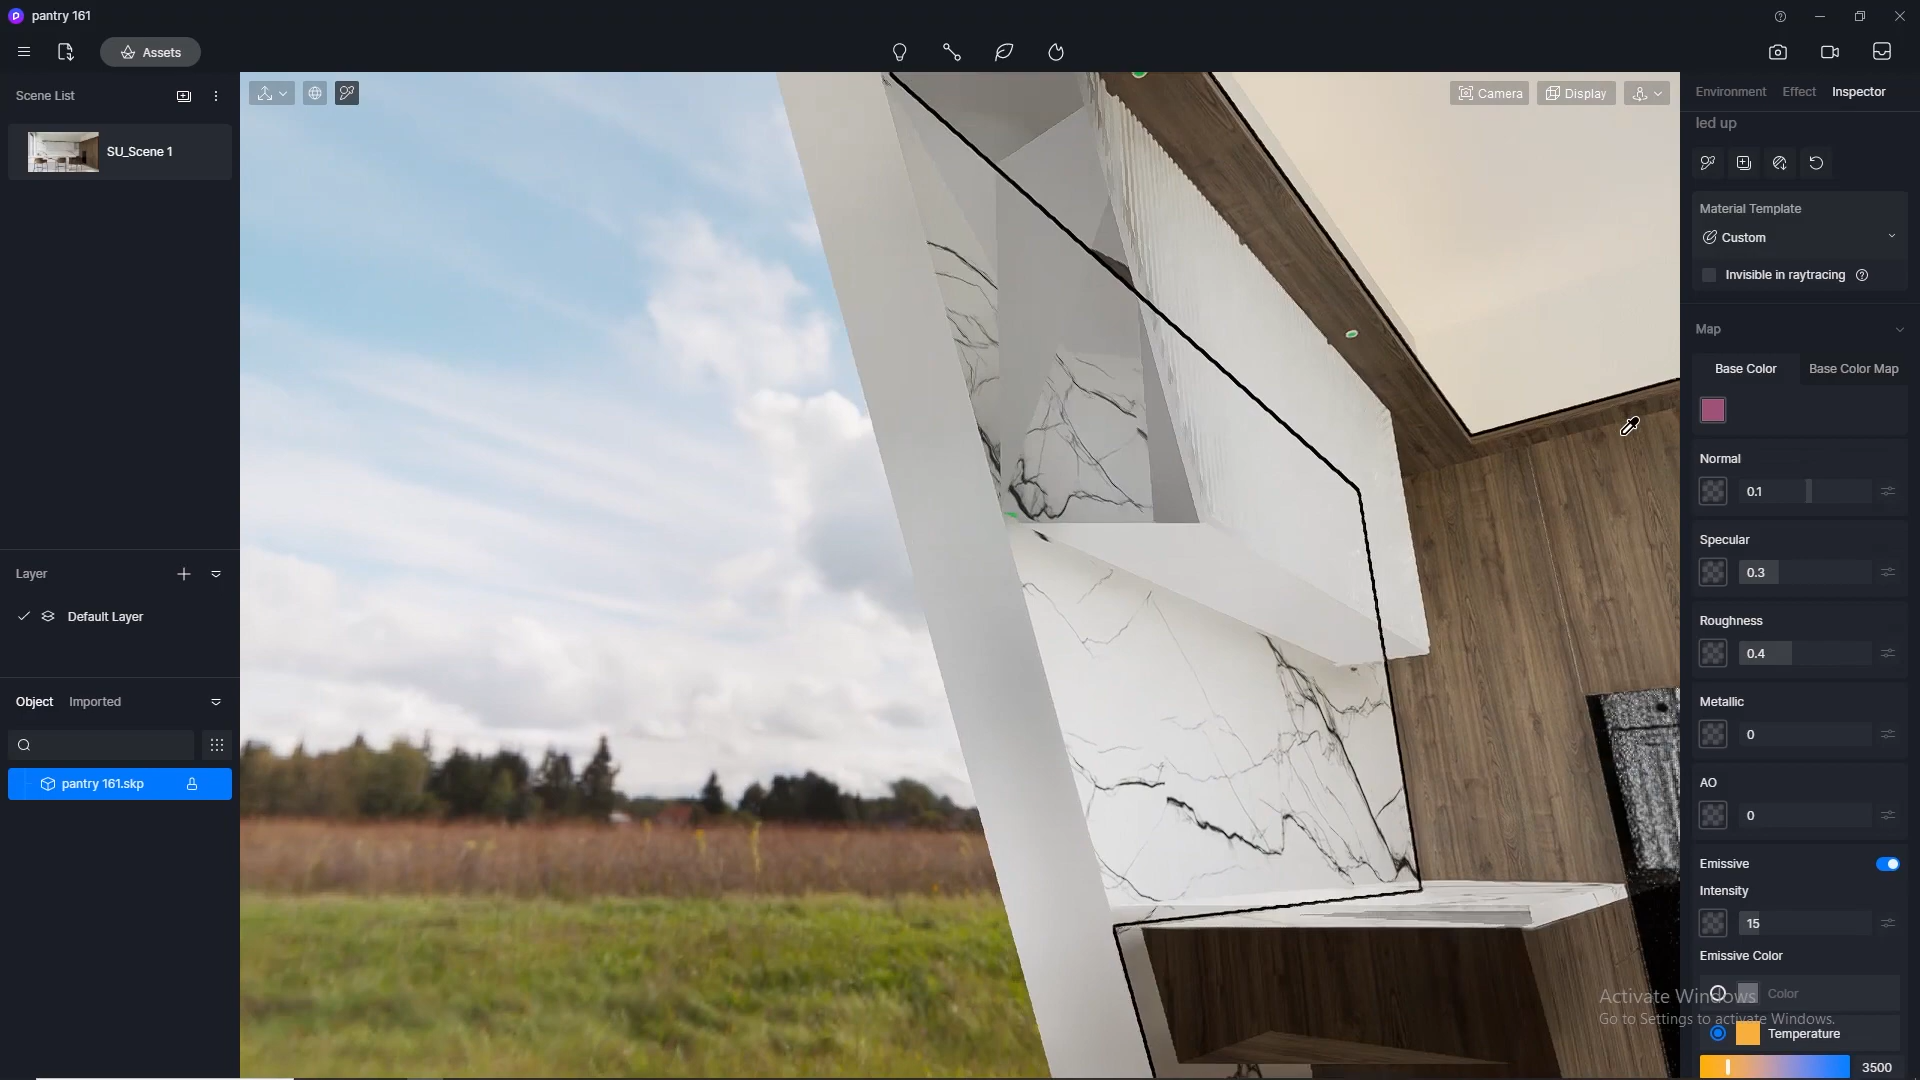 pantry 161
Assets
Scene List
SU_Scene 1
Camera
Display
Environment
Effect
Inspector
led up
Material Template
Custom
Invisible in raytracing
Map
Base Color
Base Color Map
Normal
0.1
Specular
0.3
Roughness
0.4
Metallic
0
AO
0
Emissive
Intensity
15
Emissive Color
Color
Temperature
3500
Layer
Default Layer
Object
Imported
pantry 161.skp
Activate Windows
Go to Settings to activate Windows.